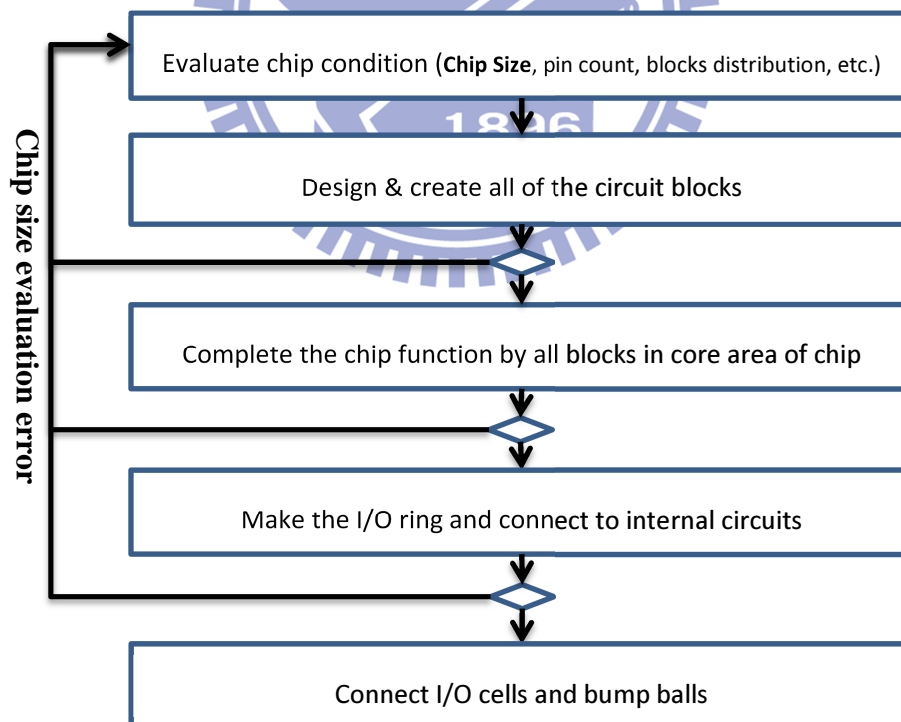 Evaluate chip condition (Chip Size, pin count, blocks distribution, etc.)
1896
Design & create all of the circuit blocks
Chip size evaluation error
Complete the chip function by all blocks in core area of chip
Make the I/O ring and connect to internal circuits
Connect I/O cells and bump balls